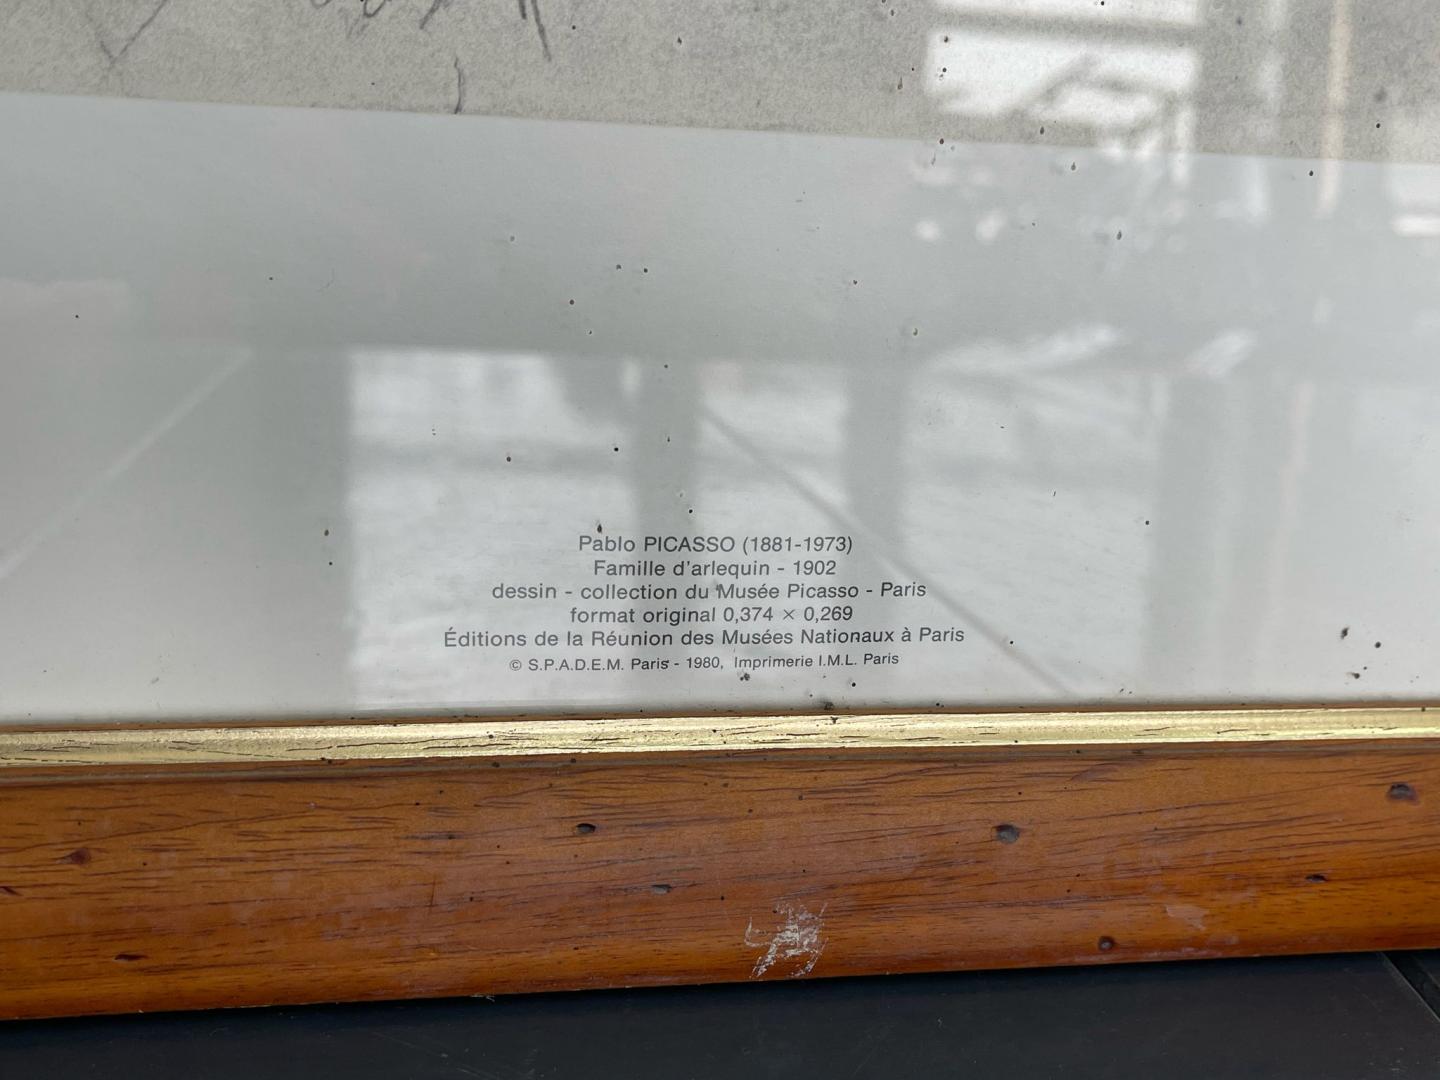 Pablo PICASSO (1881-1973)
Famille d'arlequin - 1902
dessin - collection du Musée Picasso - Paris
format original 0,374 × 0,269
Éditions de la Réunion des Musées Nationaux à Paris
© S.P.A.D.E.M. Paris - 1980, Imprimerie I.M.L. Paris